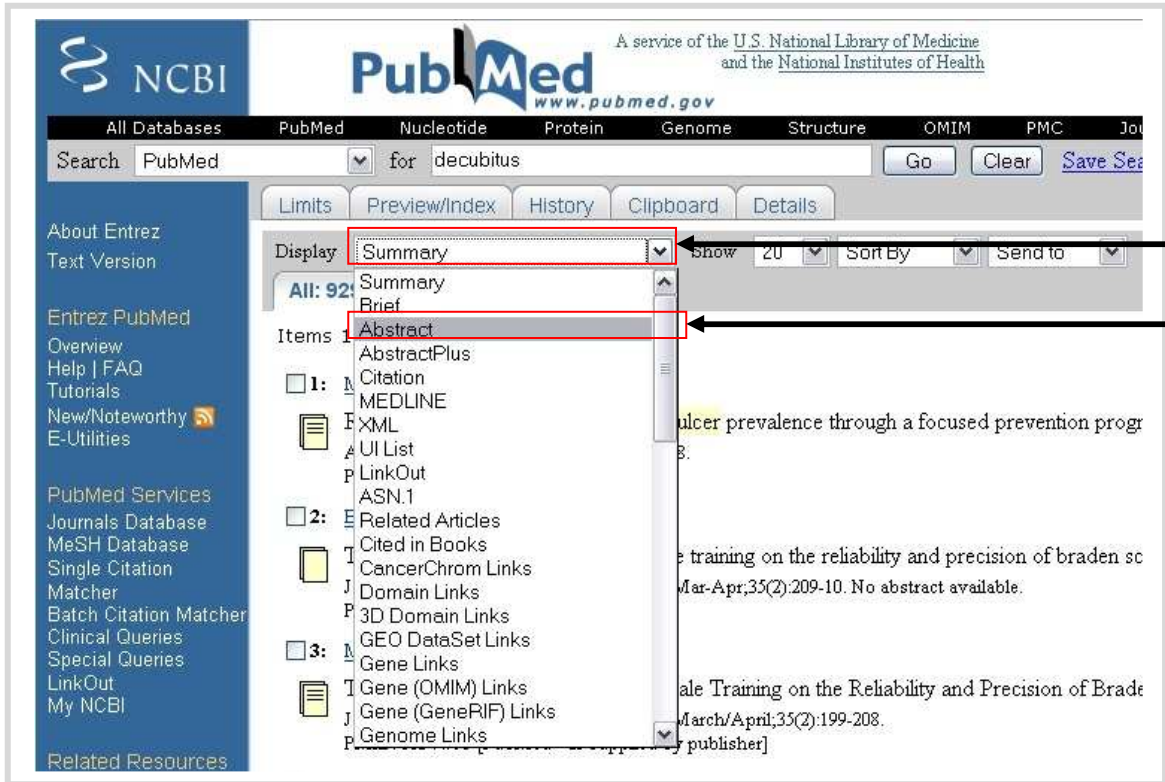 NCBI
PubMed
www.pubmed.gov
A service of the U.S. National Library of Medicine
and the National Institutes of Health
All Databases PubMed Nucleotide Protein Genome Structure OMIM PMC
Search PubMed for decubitus Go Clear Save
Limits Preview/Index History Clipboard Details
Display Summary Show 20 Sort By Send to
All:
Items 1
Summary
Brief
Abstract
AbstractPlus
Citation
MEDLINE
XML
UI List
LinkOut
ASN.1
Related Articles
Cited in Books
CancerChrom Links
Domain Links
3D Domain Links
GEO DataSet Links
Gene Links
Gene (OMIM) Links
Gene (GeneRIF) Links
Genome Links
1:
ulcer prevalence through a focused prevention
2:
training on the reliability and precision of braden
Mar-Apr;35(2):209-10. No abstract available.
3:
Training on the Reliability and Precision of
March/April;35(2):199-208.
by publisher]
About Entrez
Text Version
Entrez PubMed
Overview
Help | FAQ
Tutorials
New/Noteworthy
E-Utilities
PubMed Services
Journals Database
MeSH Database
Single Citation
Matcher
Batch Citation Matcher
Clinical Queries
Special Queries
LinkOut
My NCBI
Related Resources